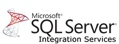 Microsoft®
SQL Server®
Integration Services